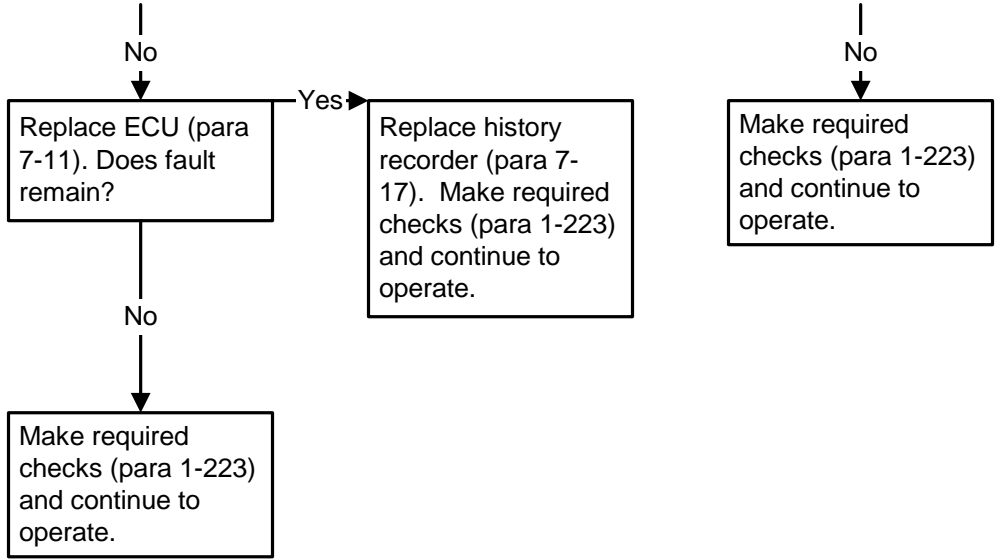 No
No
Replace ECU (para
7-11). Does fault
remain?
Yes
Replace history
recorder (para 7-
17).  Make required
checks (para 1-223)
and continue to
operate.
Make required
checks (para 1-223)
and continue to
operate.
No
Make required
checks (para 1-223)
and continue to
operate.